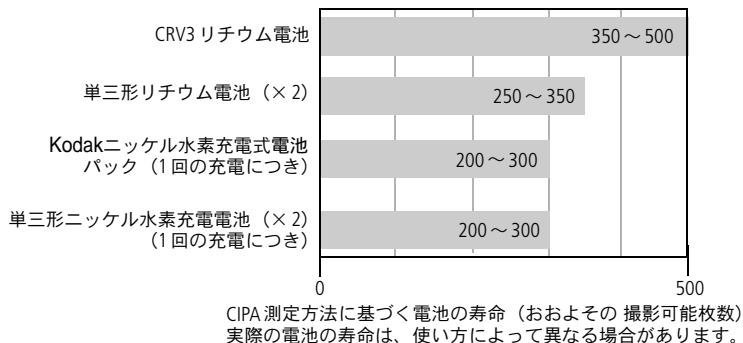 CRV3 リチウム電池
350～500
単三形リチウム電池（×2）
250～350
Kodakニッケル水素充電式電池
パック（1回の充電につき）
200～300
単三形ニッケル水素充電電池（×2）
（1回の充電につき）
200～300
0
500
CIPA 測定方法に基づく電池の寿命（おおよその 撮影可能枚数）
実際の電池の寿命は、使い方によって異なる場合があります。